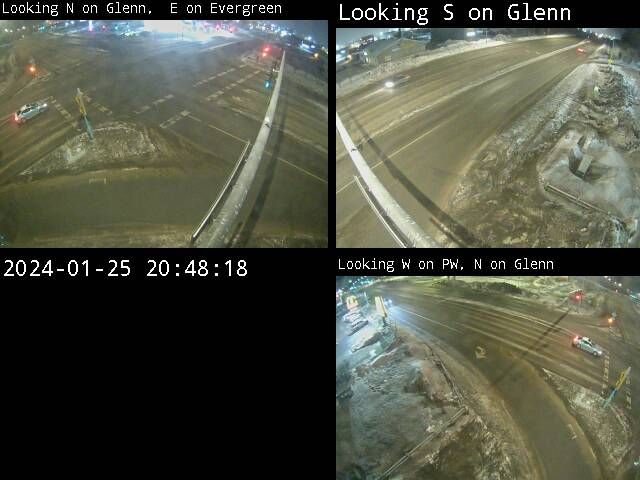 Looking N on Glenn,  E on Evergreen
Looking S on Glenn
2024-01-25 20:48:18
Looking W on PW, N on Glenn